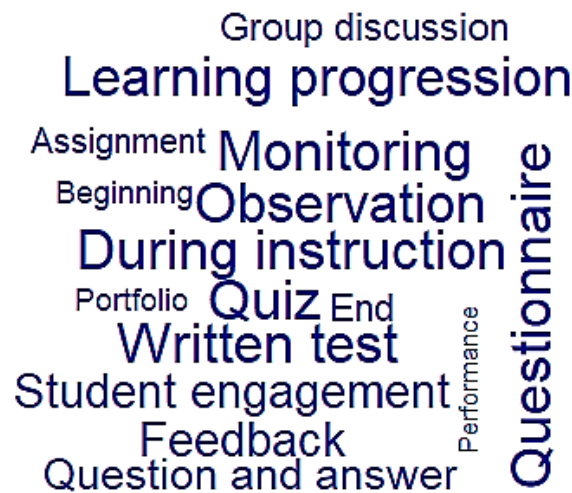 Group discussion
Learning progression
Assignment Monitoring
Beginning Observation
During instruction
Portfolio Quiz End
Written test
Student engagement
Feedback
Question and answer
Performance
Questionnaire